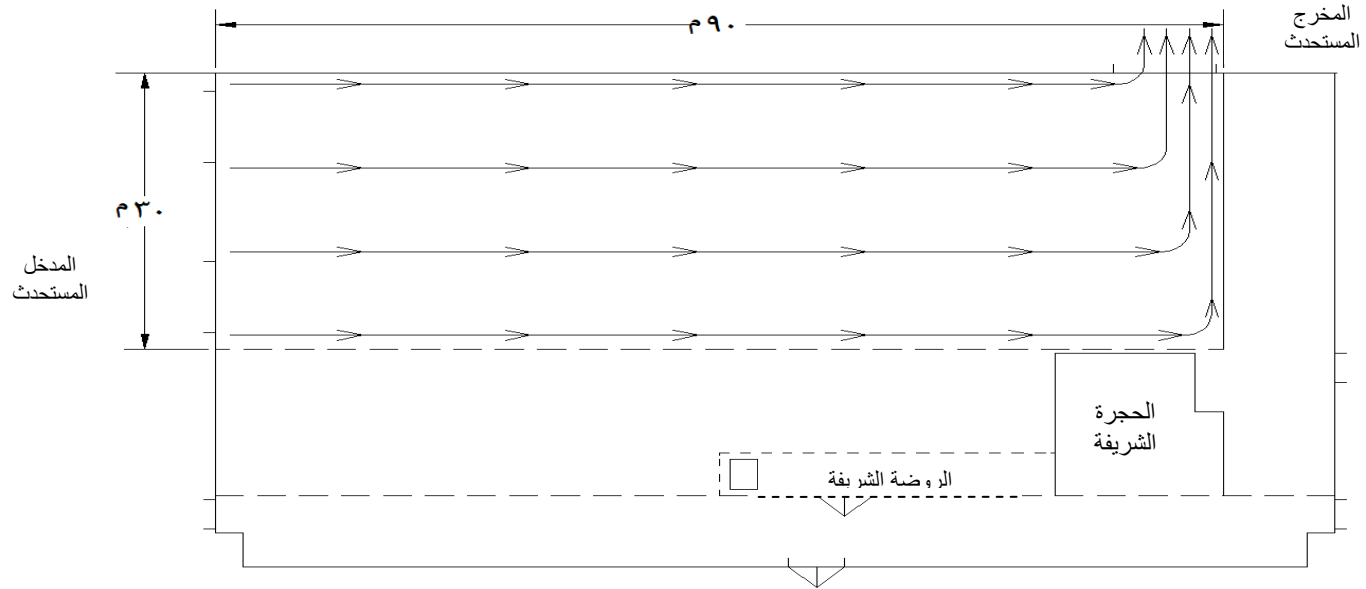 المخرج
المستحدث
٩٠ م
٣٠ م
المدخل
المستحدث
الحجرة
الشريفة
الروضة الشريفة